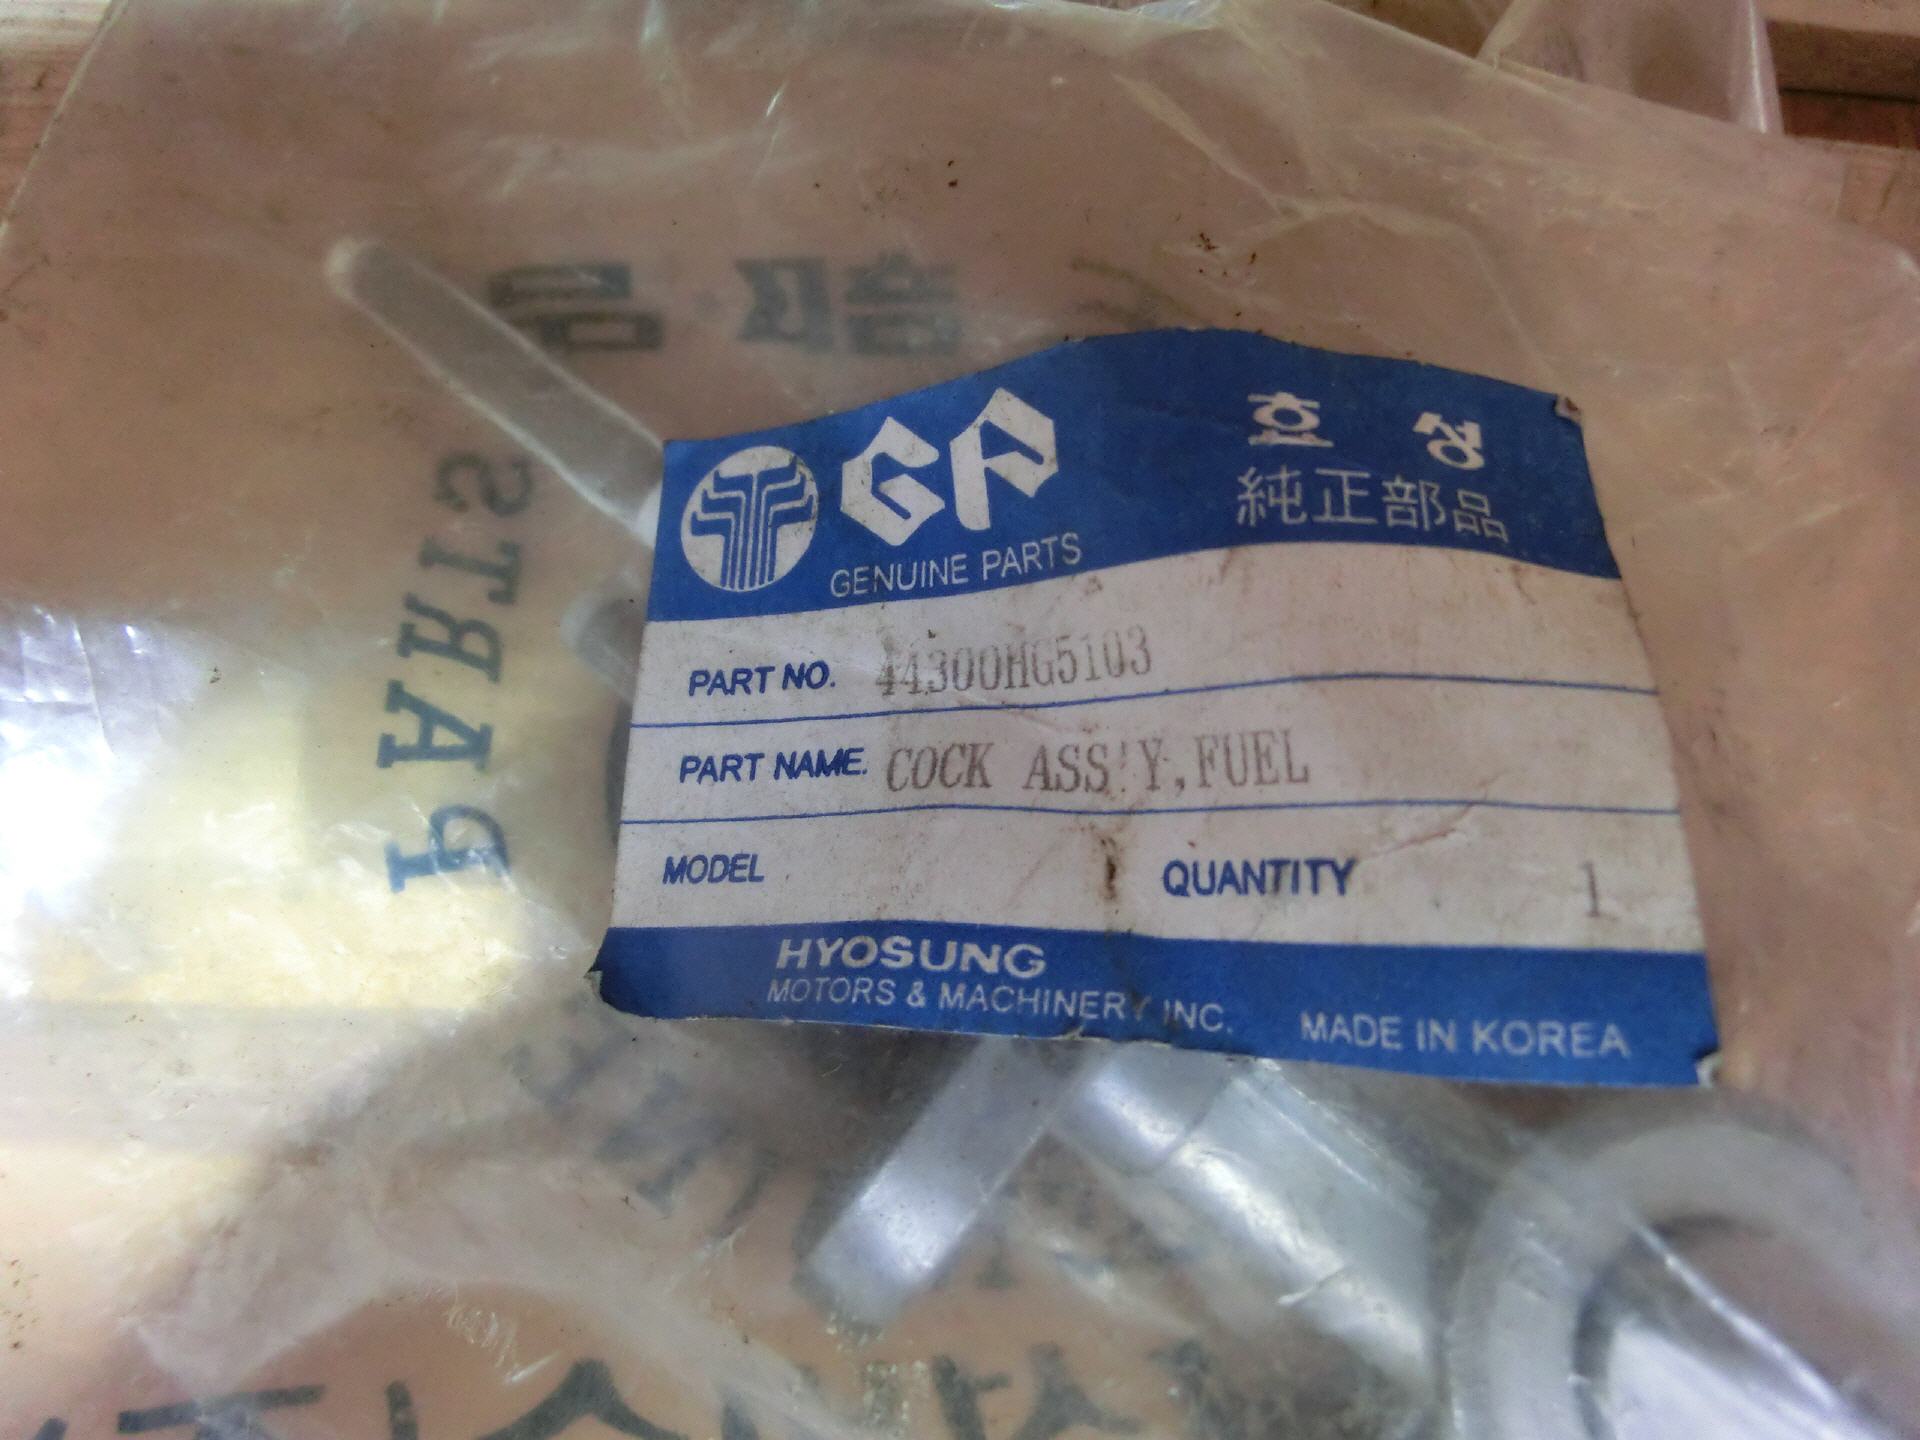 GP
GENUINE PARTS
효성
純正部品
PART NO. 44300HG5103
PART NAME. COCK ASS'Y, FUEL
MODEL QUANTITY 1
HYOSUNG
MOTORS & MACHINERY INC. MADE IN KOREA
PARTS